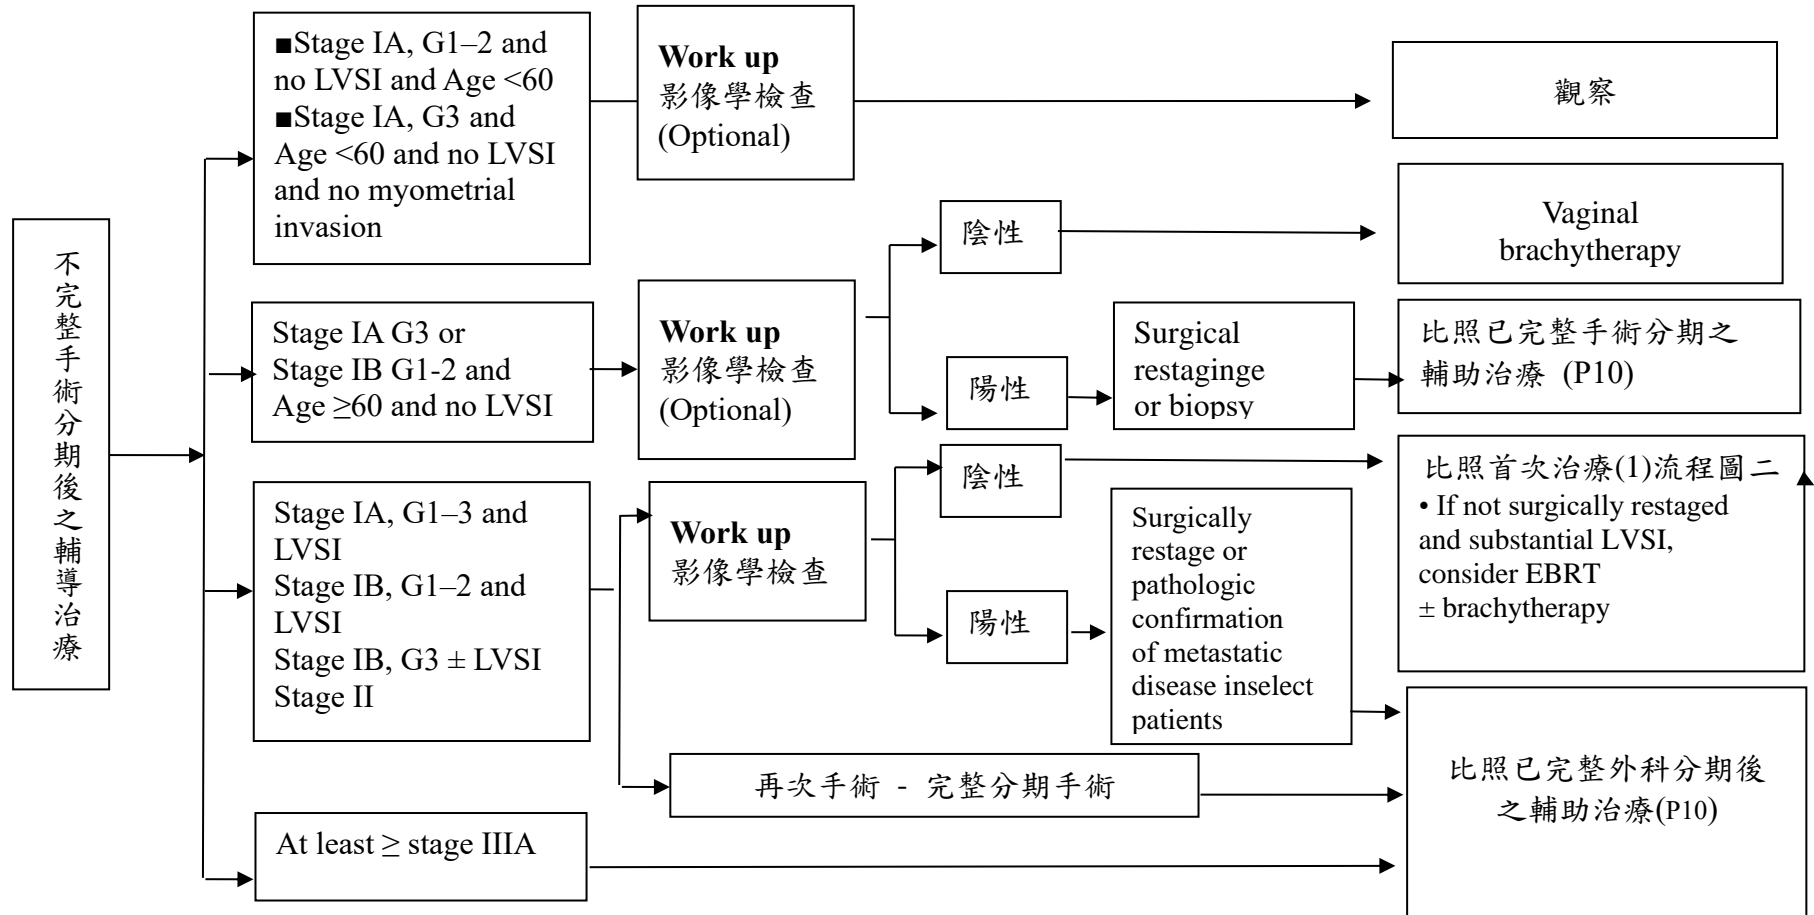 不完整手術分期後之輔導治療
■Stage IA, G1–2 and
no LVSI and Age <60
■Stage IA, G3 and
Age <60 and no LVSI
and no myometrial
invasion
Work up
影像學檢查
(Optional)
觀察
Stage IA G3 or
Stage IB G1-2 and
Age ≥60 and no LVSI
Work up
影像學檢查
(Optional)
陰性
Vaginal
brachytherapy
陽性
Surgical
restaginge
or biopsy
比照已完整手術分期之
輔助治療 (P10)
Stage IA, G1–3 and
LVSI
Stage IB, G1–2 and
LVSI
Stage IB, G3 ± LVSI
Stage II
Work up
影像學檢查
陰性
比照首次治療(1)流程圖二
• If not surgically restaged
and substantial LVSI,
consider EBRT
± brachytherapy
陽性
Surgically
restage or
pathologic
confirmation
of metastatic
disease inselect
patients
再次手術 - 完整分期手術
比照已完整外科分期後
之輔助治療(P10)
At least ≥ stage IIIA